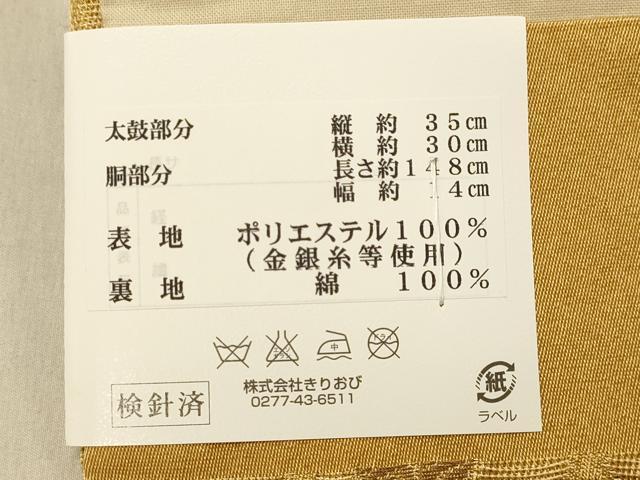 太鼓部分 縦 約 35㎝
横 約 30㎝
胴部分 長さ約148㎝
幅 約 14㎝
表 地 ポリエステル100%
(金銀糸等使用)
裏 地 綿 100%
中
株式会社きりおび
0277-43-6511
検針済
紙
ラベル